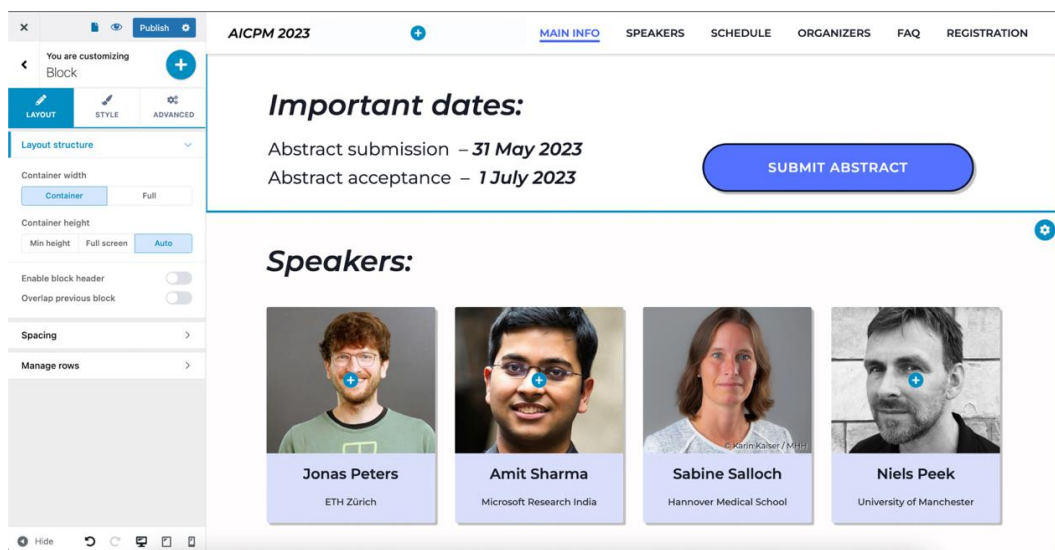 Publish
You are customizing
Block
LAYOUT
STYLE
ADVANCED
Layout structure
Container width
Container
Full
Container height
Min height
Full screen
Auto
Enable block header
Overlap previous block
Spacing
Manage rows
Hide
AICPM 2023
MAIN INFO SPEAKERS SCHEDULE ORGANIZERS FAQ REGISTRATION
Important dates:
Abstract submission – 31 May 2023
Abstract acceptance – 1 July 2023
SUBMIT ABSTRACT
Speakers:
© Karin Kaiser / MHH
Jonas Peters
ETH Zürich
Amit Sharma
Microsoft Research India
Sabine Salloch
Hannover Medical School
Niels Peek
University of Manchester